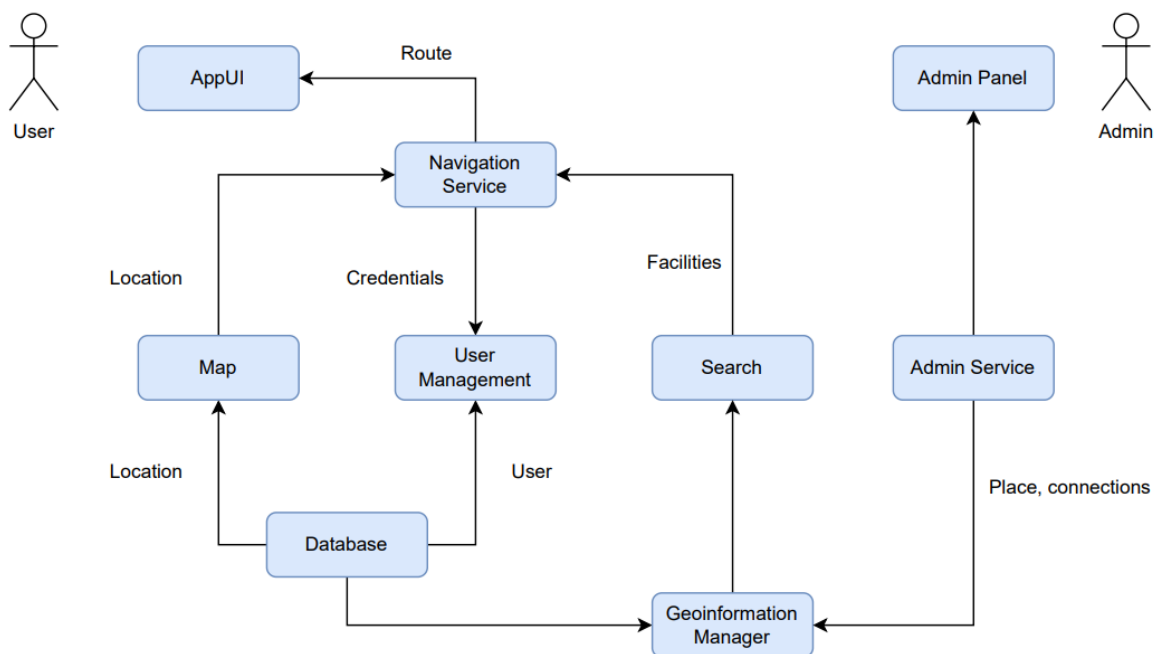 Route
AppUI
Admin Panel
User
Admin
Navigation
Service
Location
Credentials
Facilities
Map
User
Management
Search
Admin Service
Location
User
Place, connections
Database
Geoinformation
Manager